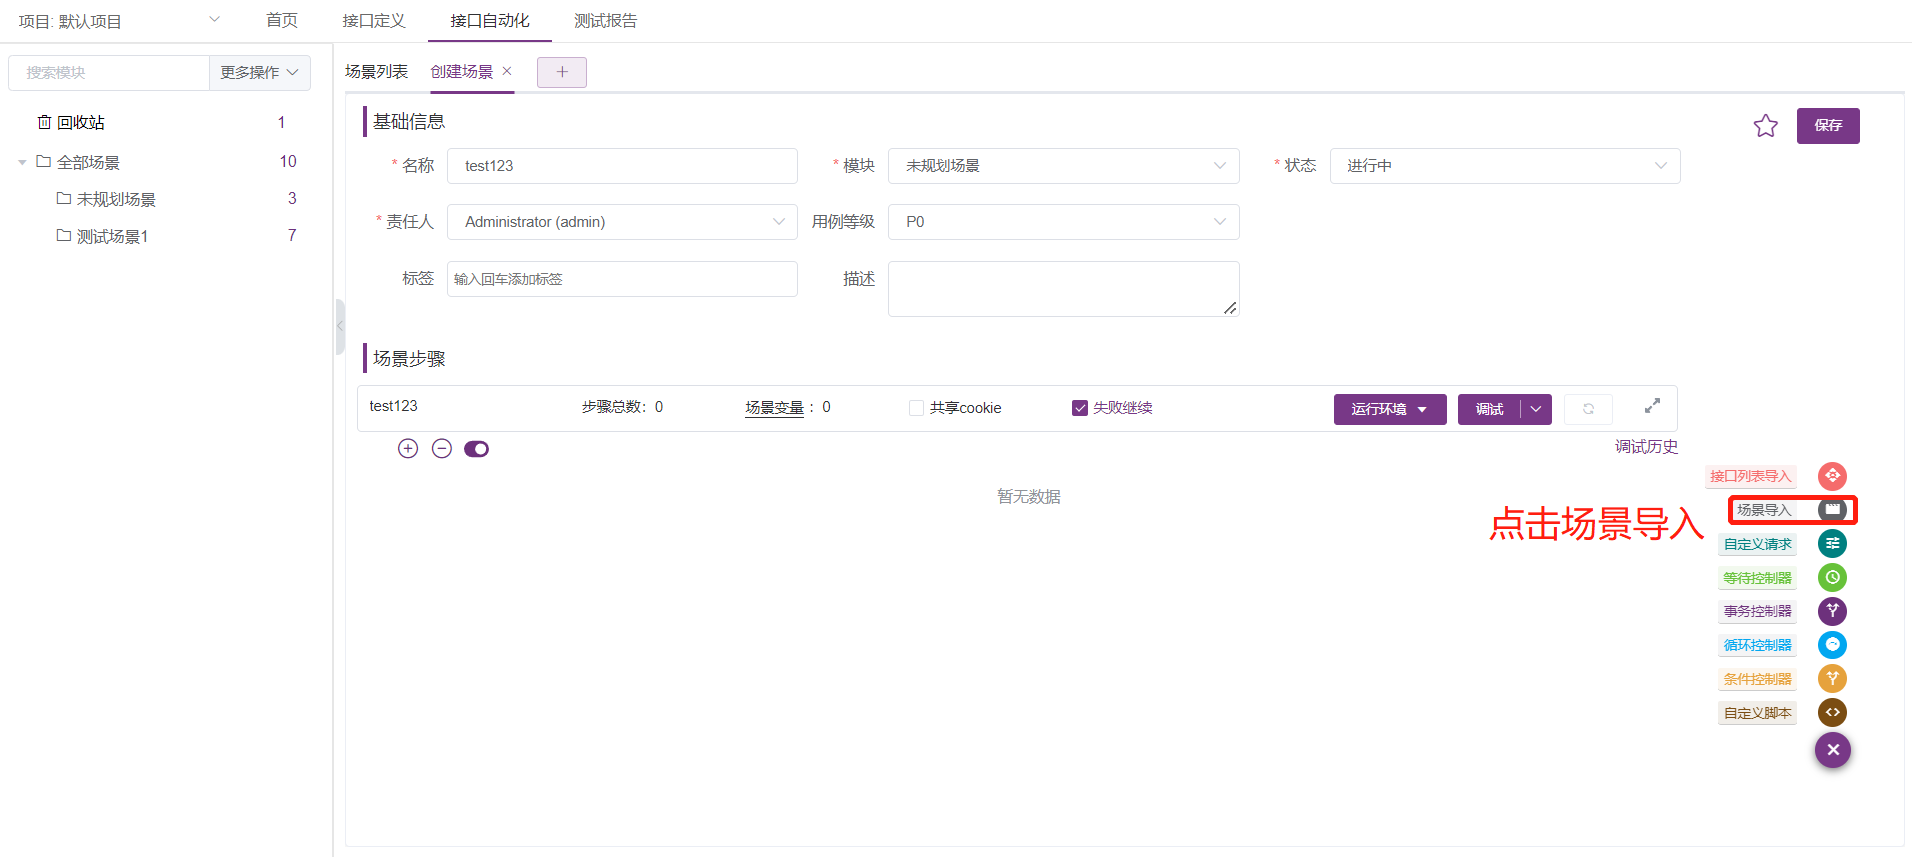 项目: 默认项目
首页
接口定义
接口自动化
测试报告
搜索模块
更多操作
回收站
1
全部场景
10
未规划场景
3
测试场景1
7
场景列表
创建场景
基础信息
保存
* 名称
test123
* 模块
未规划场景
* 状态
进行中
* 责任人
Administrator (admin)
用例等级
P0
标签
输入回车添加标签
描述
场景步骤
test123
步骤总数：0
场景变量 ：0
共享cookie
失败继续
运行环境
调试
调试历史
暂无数据
接口列表导入
场景导入
点击场景导入
自定义请求
等待控制器
事务控制器
循环控制器
条件控制器
自定义脚本